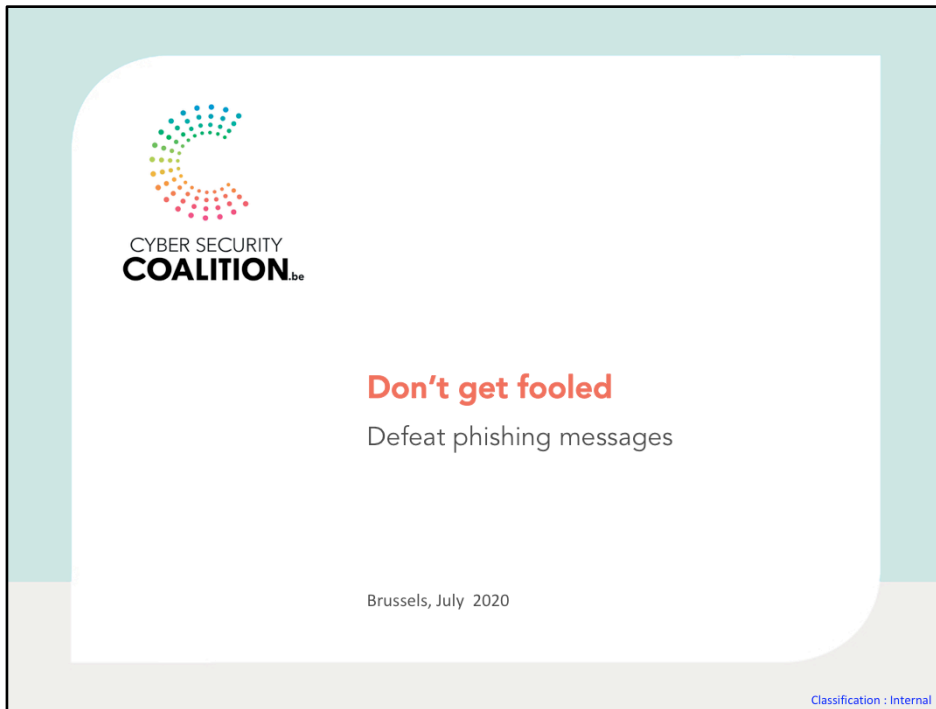 CYBER SECURITY
COALITION.be
Don't get fooled
Defeat phishing messages
Brussels, July 2020
Classification : Internal